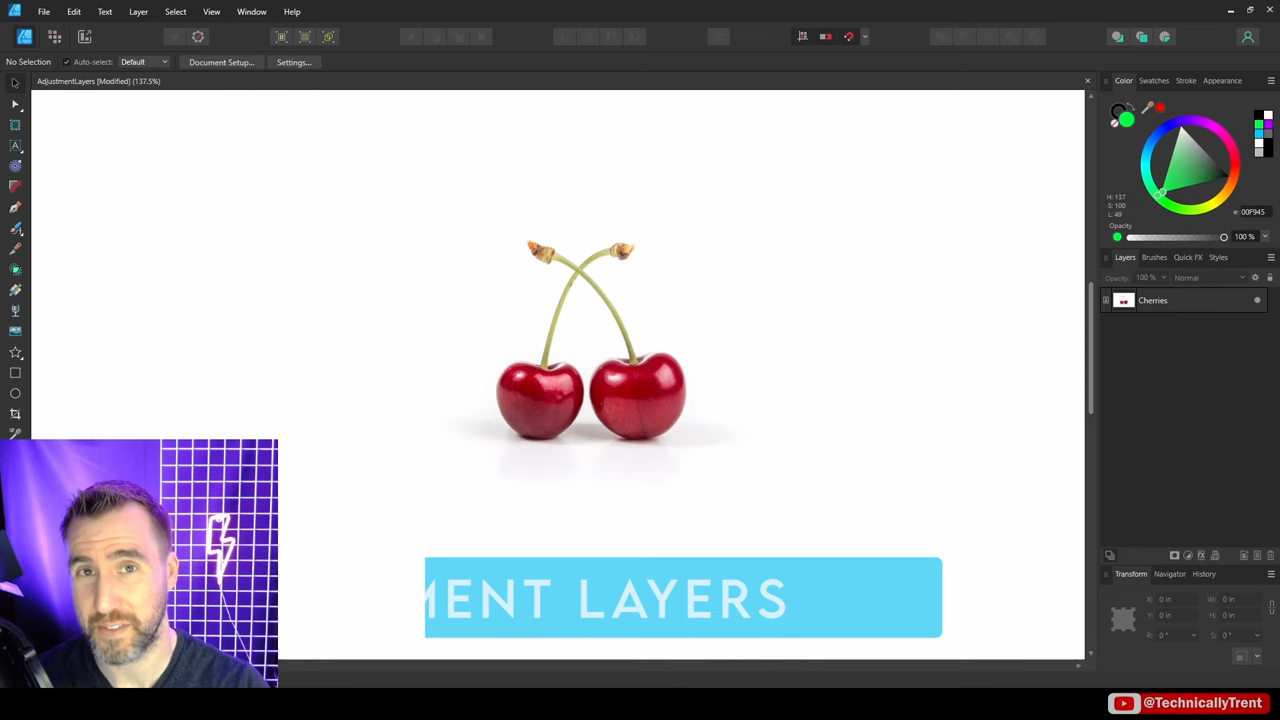 File Edit Text Layer Select View Window Help
No Selection Auto-select: Default Document Setup... Settings...
AdjustmentLayers [Modified] (137.5%)
Color Swatches Stroke Appearance
H: 137
S: 100
L: 49
#: 00F945
Opacity
100 %
Layers Brushes Quick FX Styles
Opacity: 100 % Normal
Cherries
MENT LAYERS
Transform Navigator History
X: 0 in W: 0 in
Y: 0 in H: 0 in
R: 0 ° S: 0 °
@TechnicallyTrent